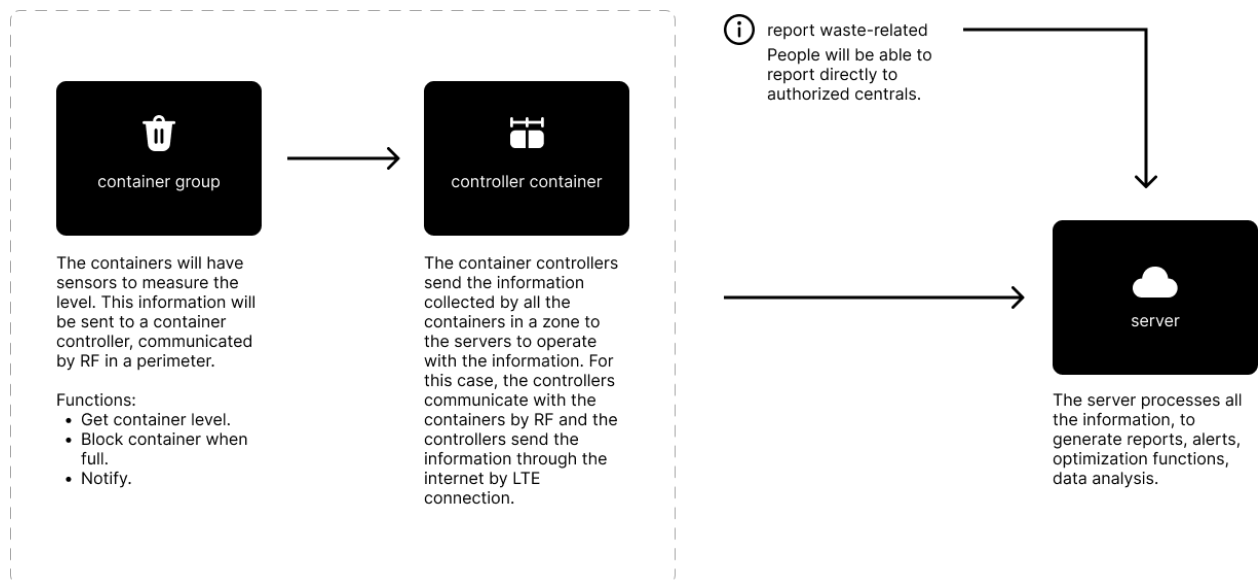 container group
The containers will have
sensors to measure the
level. This information will
be sent to a container
controller, communicated
by RF in a perimeter.
Functions:
• Get container level.
• Block container when
full.
• Notify.
controller container
The container controllers
send the information
collected by all the
containers in a zone to
the servers to operate
with the information. For
this case, the controllers
communicate with the
containers by RF and the
controllers send the
information through the
internet by LTE
connection.
report waste-related
People will be able to
report directly to
authorized centrals.
server
The server processes all
the information, to
generate reports, alerts,
optimization functions,
data analysis.